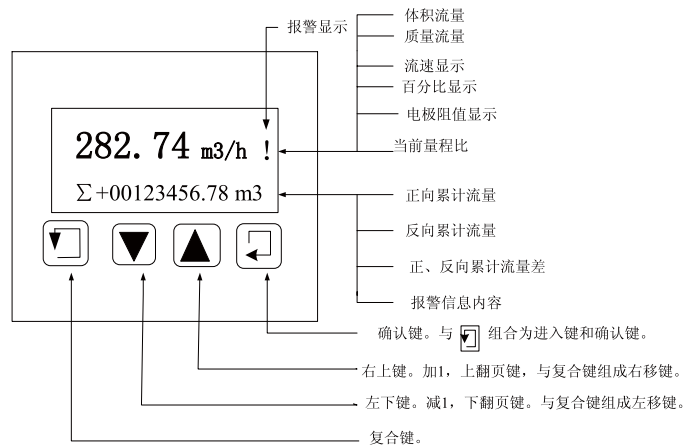 体积流量
报警显示
质量流量
流速显示
百分比显示
电极阻值显示
282.74 m3/h !
当前量程比
∑+00123456.78 m3
正向累计流量
反向累计流量
正、反向累计流量差
报警信息内容
确认键。与 组合为进入键和确认键。
右上键。加1，上翻页键，与复合键组成右移键。
左下键。减1，下翻页键。与复合键组成左移键。
复合键。